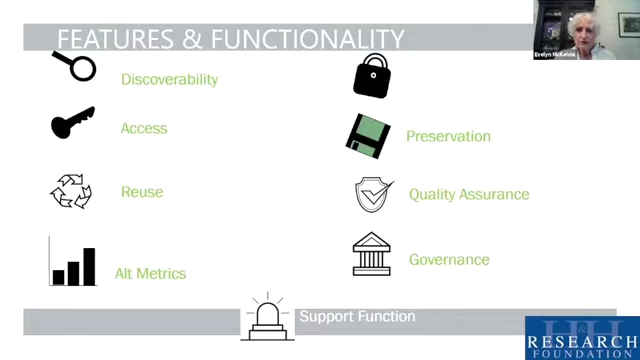 FEATURES & FUNCTIONALITY
Evelyn McKelvie
Discoverability
Access
Preservation
Reuse
Quality Assurance
Alt Metrics
Governance
Support Function
H&H
RESEARCH
FOUNDATION